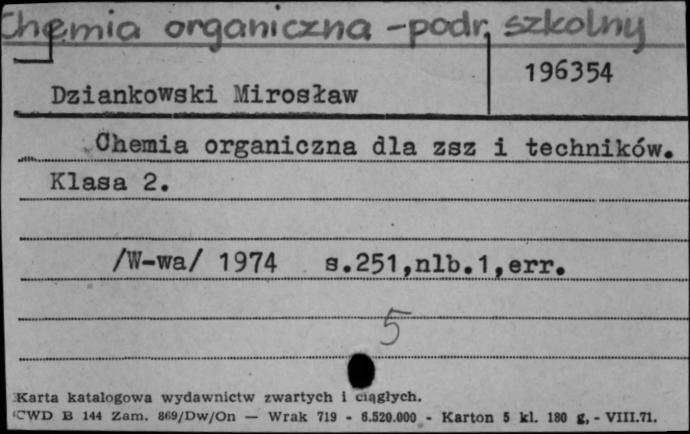 Chemia organiczna - podr. szkolny
196354
Dziankowski Mirosław
Chemia organiczna dla zsz i techników.
Klasa 2.
/W-wa/ 1974 s.251,nlb.1,err.
5
Karta katalogowa wydawnictw zwartych i ciągłych.
CWD B 144 Zam. 869/Dw/On — Wrak 719 - 6.520.000 - Karton 5 kl. 180 g. - VIII.71.